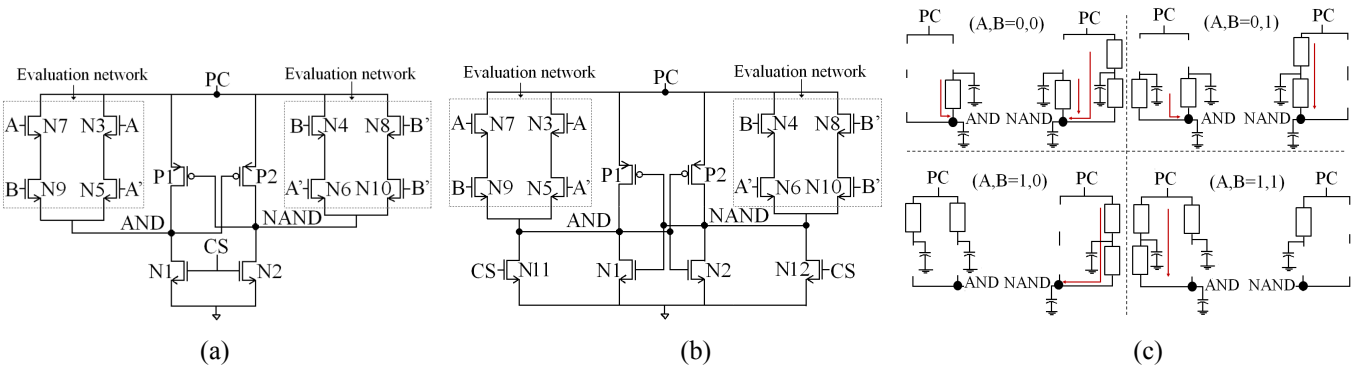 Evaluation network
PC
Evaluation network
A N7 N3 A
B N4 N8 B'
P1 P2
B N9 N5 A'
A' N6 N10 B'
AND NAND
CS
N1 N2
(a)
Evaluation network
PC
Evaluation network
A N7 N3 A
B N4 N8 B'
P1 P2
B N9 N5 A'
A' N6 N10 B'
AND NAND
CS N11 N1 N2 N12 CS
(b)
PC (A,B=0,0) PC
AND NAND
PC (A,B=0,1) PC
AND NAND
PC (A,B=1,0) PC
AND NAND
PC (A,B=1,1) PC
AND NAND
(c)